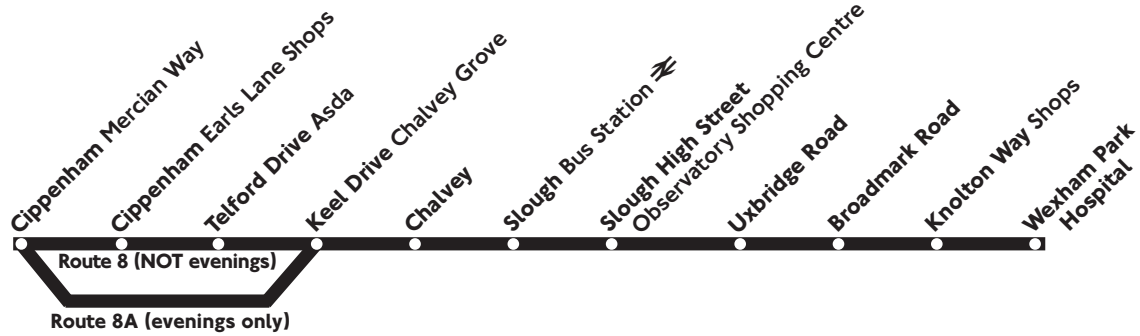 Cippenham Mercian Way
Cippenham Earls Lane Shops
Telford Drive Asda
Keel Drive Chalvey Grove
Chalvey
Slough Bus Station
Slough High Street
Observatory Shopping Centre
Uxbridge Road
Broadmark Road
Knolton Way Shops
Wexham Park
Hospital
Route 8 (NOT evenings)
Route 8A (evenings only)